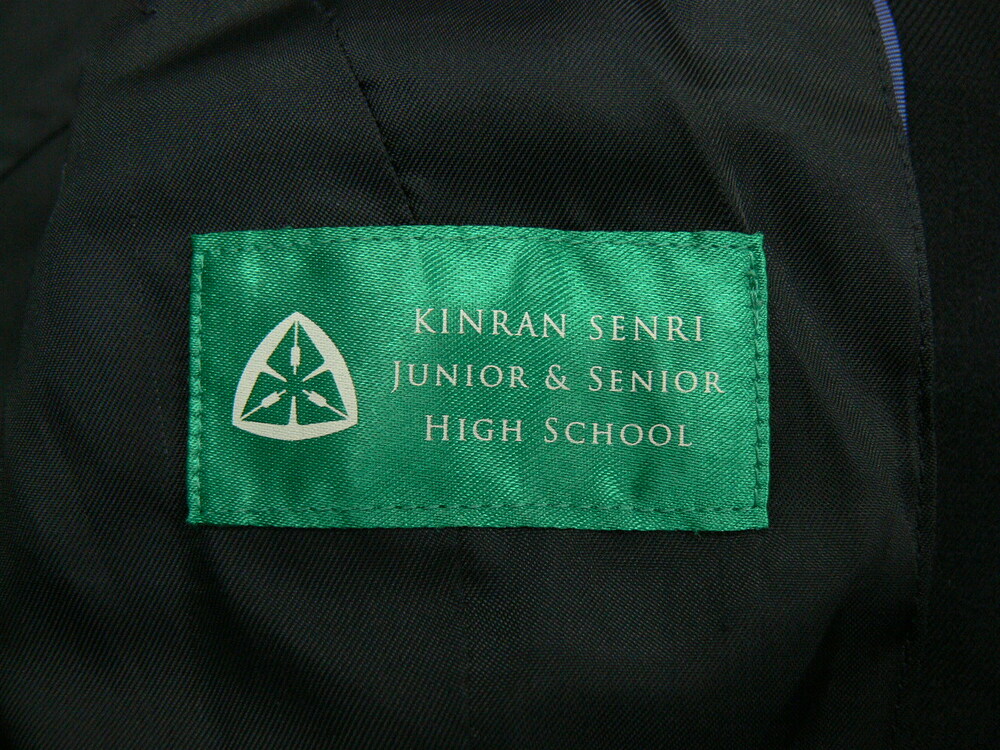 KINRAN SENRI
JUNIOR & SENIOR
HIGH SCHOOL